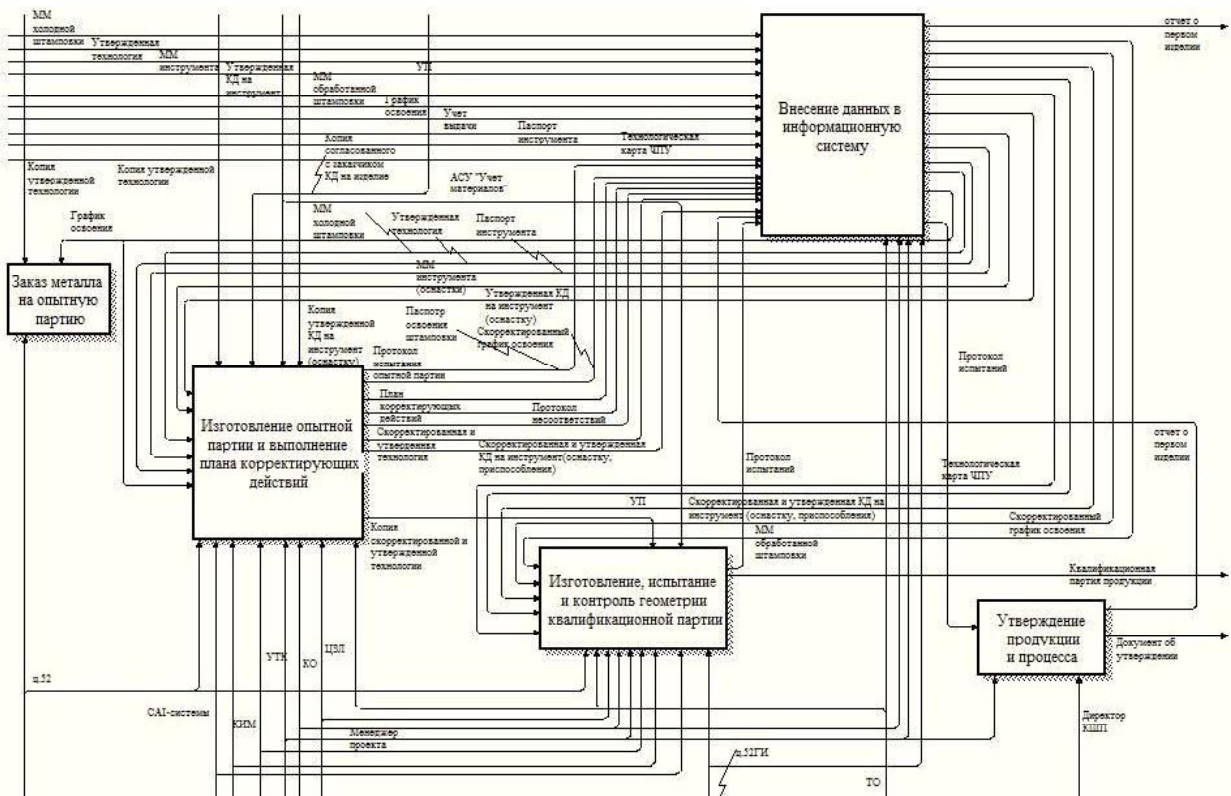 ММ
холодной
штамповки
Утвержденная
технология
ММ
инструмента
Утвержденная
КД на
инструмент
УП
ММ
обработанной
штамповки
График
освоения
Учет
выдачи
Паспорт
инструмента
Технологическая
карта ЧПУ
Внесение данных в
информационную
систему
отчет о
первом
изделии
Копия
утвержденной
технологии
Копия утвержденной
технологии
Копия
согласованного
с заказчиком
КД на изделие
АСУ "Учет
материалов"
График
освоения
ММ
холодной
штамповки
Утвержденная
технология
Паспорт
инструмента
Заказ металла
на опытную
партию
ММ
инструмента
(оснастки)
Утвержденная КД
на инструмент
(оснастку)
Скорректированный
график освоения
Копия
утвержденной
КД на
инструмент
(оснастку)
Паспотр
освоения
штамповки
Протокол
испытания
опытной партии
План
корректирующих
действий
Протокол
несоответствий
Скорректированная и
утвержденная
технология
Скорректированная и утвержденная
КД на инструмент(оснастку,
приспособления)
Изготовление опытной
партии и выполнение
плана корректирующих
действий
Протокол
испытаний
Протокол
испытаний
отчет о
первом
изделии
Технологическая
карта ЧПУ
УП
Скорректированная и утвержденная КД на
инструмент (оснастку, приспособления)
ММ
обработанной
штамповки
Скорректированный
график освоения
Копия
скорректированной и
утвержденной
технологии
Изготовление, испытание
и контроль геометрии
квалификационной партии
Квалификационная
партия продукции
Утверждение
продукции
и процесса
Документ об
утверждении
ц.52
САІ-системы
КИМ
УТК
КО
ЦЗЛ
Менеджер
проекта
ц.52ГИ
ТО
Директор
КШП